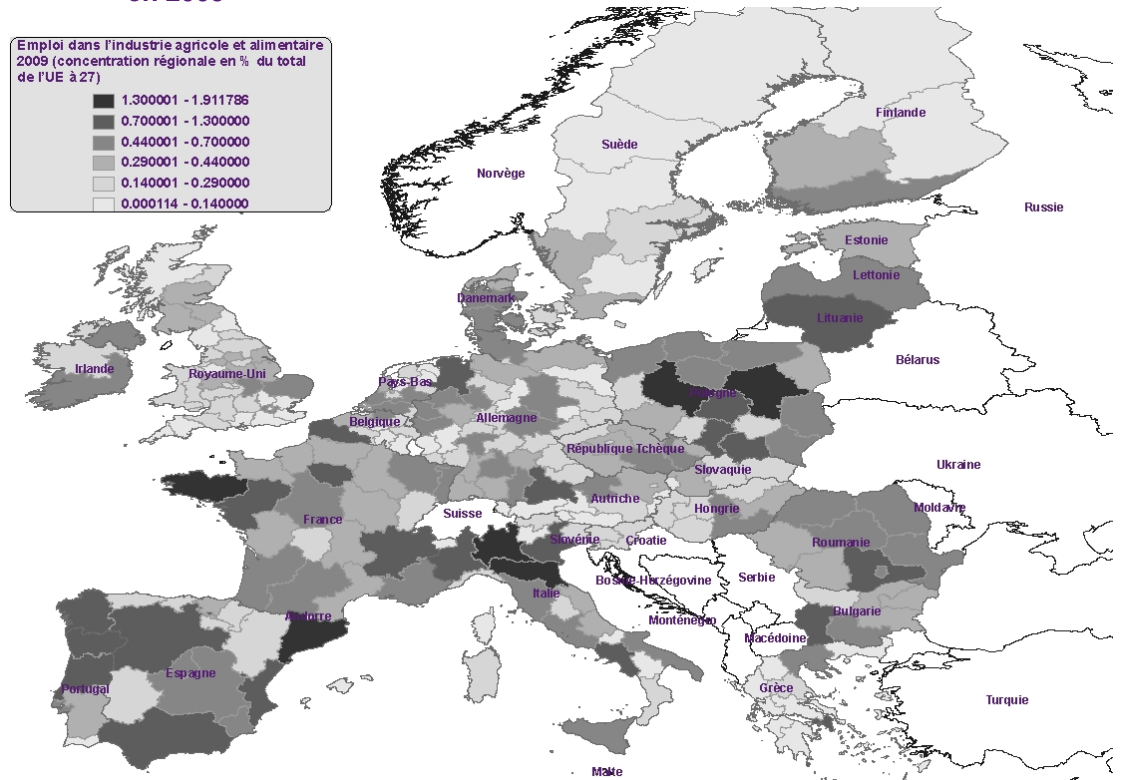 Emploi dans l'industrie agricole et alimentaire
2009 (concentration régionale en % du total
de l'UE à 27)
1.300001 - 1.911786
0.700001 - 1.300000
0.440001 - 0.700000
0.290001 - 0.440000
0.140001 - 0.290000
0.000114 - 0.140000
Finlande
Suède
Norvège
Russie
Estonie
Lettonie
Danemark
Lituanie
Bélarus
Irlande
Royaume-Uni
Pays-Bas
Pologne
Allemagne
Belgique
République Tchèque
Slovaquie
Ukraine
Autriche
Moldavie
Hongrie
Suisse
France
Slovénie
Croatie
Roumanie
Serbie
Bosnie-Herzégovine
Italie
Bulgarie
Andorre
Monténégro
Macédoine
Espagne
Portugal
Grèce
Turquie
Malte